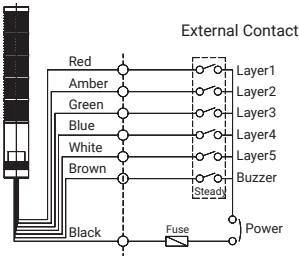 External Contact
Red
Layer1
Amber
Layer2
Green
Layer3
Blue
Layer4
White
Layer5
Brown
Buzzer
Steady
Black
Fuse
Power